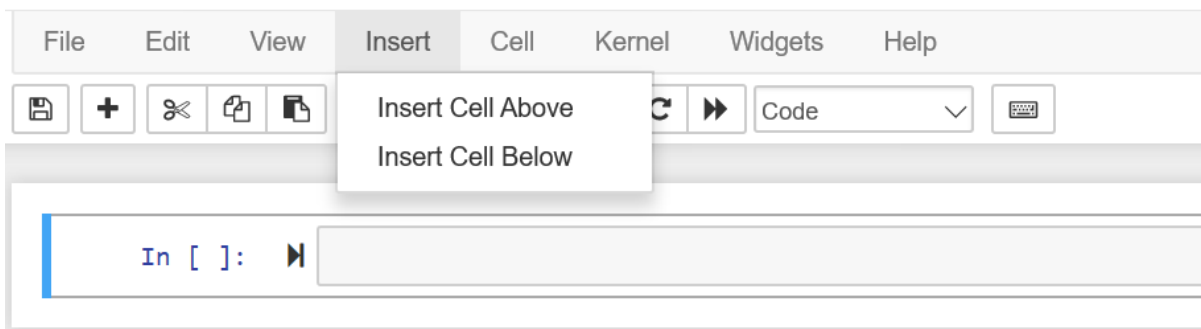 File Edit View Insert Cell Kernel Widgets Help
Insert Cell Above
Code
Insert Cell Below
In [ ]: